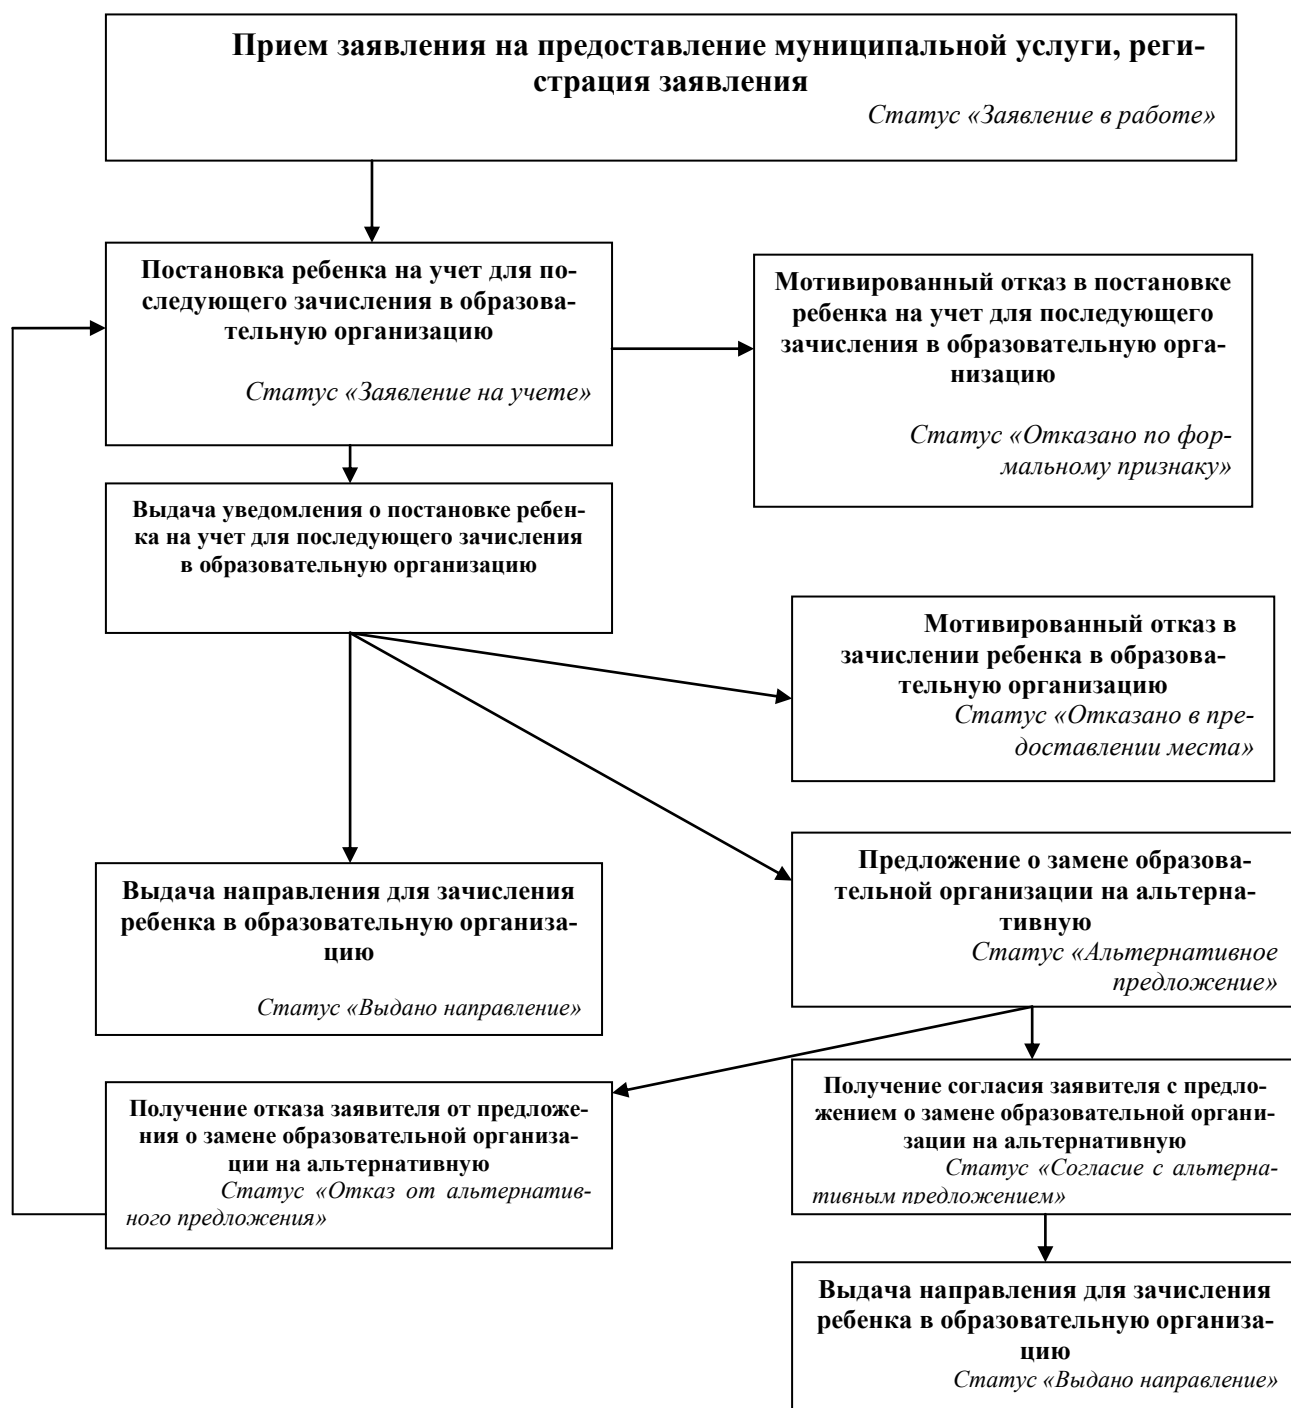 Прием заявления на предоставление муниципальной услуги, реги-
страция заявления
Статус «Заявление в работе»
Постановка ребенка на учет для по-
следующего зачисления в образова-
тельную организацию
Статус «Заявление на учете»
Мотивированный отказ в постановке
ребенка на учет для последующего
зачисления в образовательную орга-
низацию
Статус «Отказано по фор-
мальному признаку»
Выдача уведомления о постановке ребен-
ка на учет для последующего зачисления
в образовательную организацию
Мотивированный отказ в
зачислении ребенка в образова-
тельную организацию
Статус «Отказано в пре-
доставлении места»
Предложение о замене образова-
тельной организации на альтерна-
тивную
Статус «Альтернативное
предложение»
Выдача направления для зачисления
ребенка в образовательную организа-
цию
Статус «Выдано направление»
Получение отказа заявителя от предложе-
ния о замене образовательной организа-
ции на альтернативную
Статус «Отказ от альтернатив-
ного предложения»
Получение согласия заявителя с предло-
жением о замене образовательной органи-
зации на альтернативную
Статус «Согласие с альтерна-
тивным предложением»
Выдача направления для зачисления
ребенка в образовательную организа-
цию
Статус «Выдано направление»